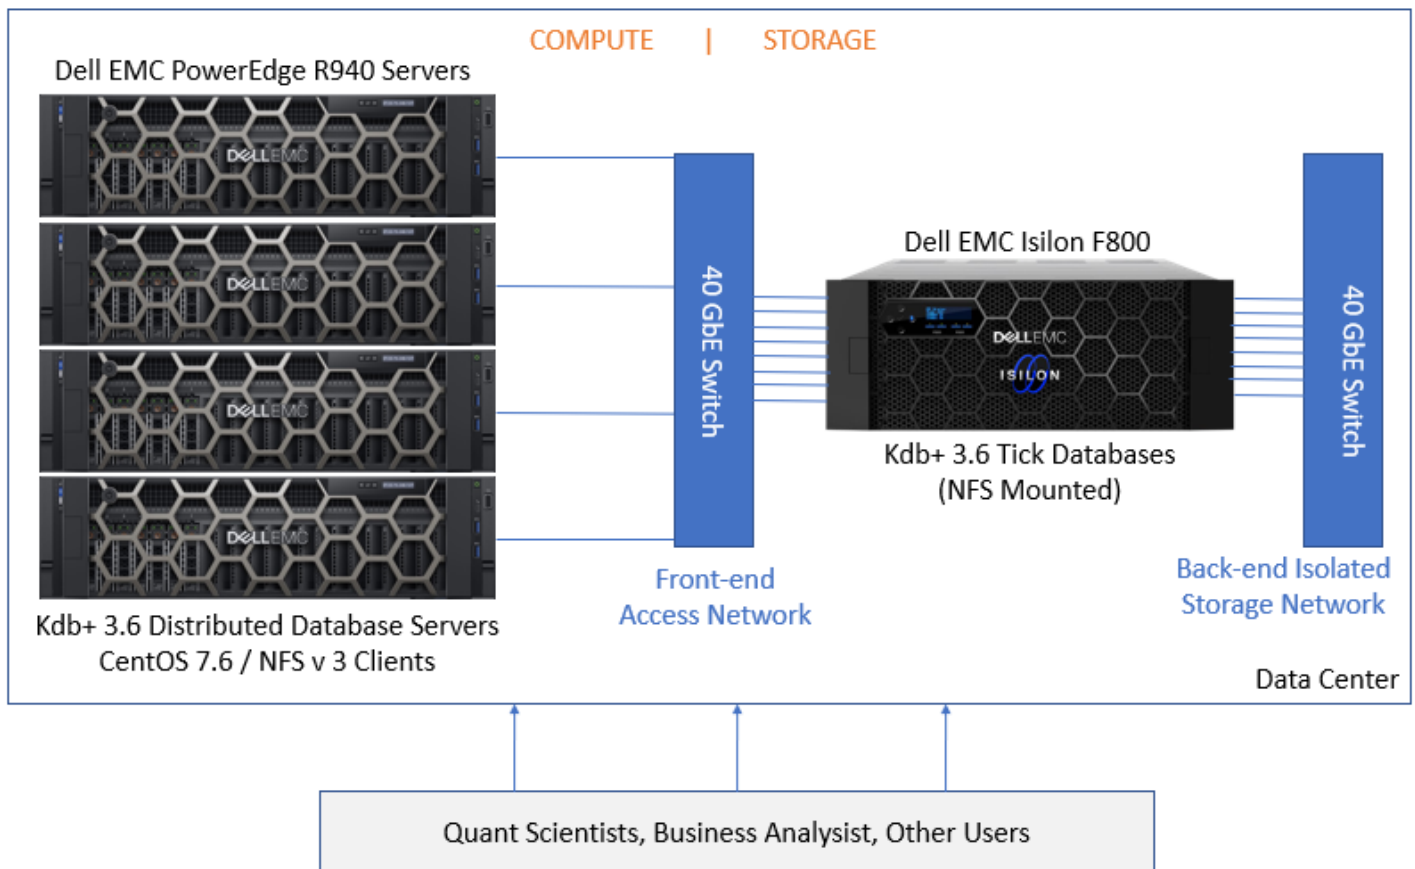 COMPUTE | STORAGE
Dell EMC PowerEdge R940 Servers
DELLEMC
DELLEMC
DELLEMC
DELLEMC
Kdb+ 3.6 Distributed Database Servers
CentOS 7.6 / NFS v 3 Clients
40 GbE Switch
Front-end
Access Network
Dell EMC Isilon F800
DELLEMC
ISILON
Kdb+ 3.6 Tick Databases
(NFS Mounted)
40 GbE Switch
Back-end Isolated
Storage Network
Data Center
Quant Scientists, Business Analysist, Other Users